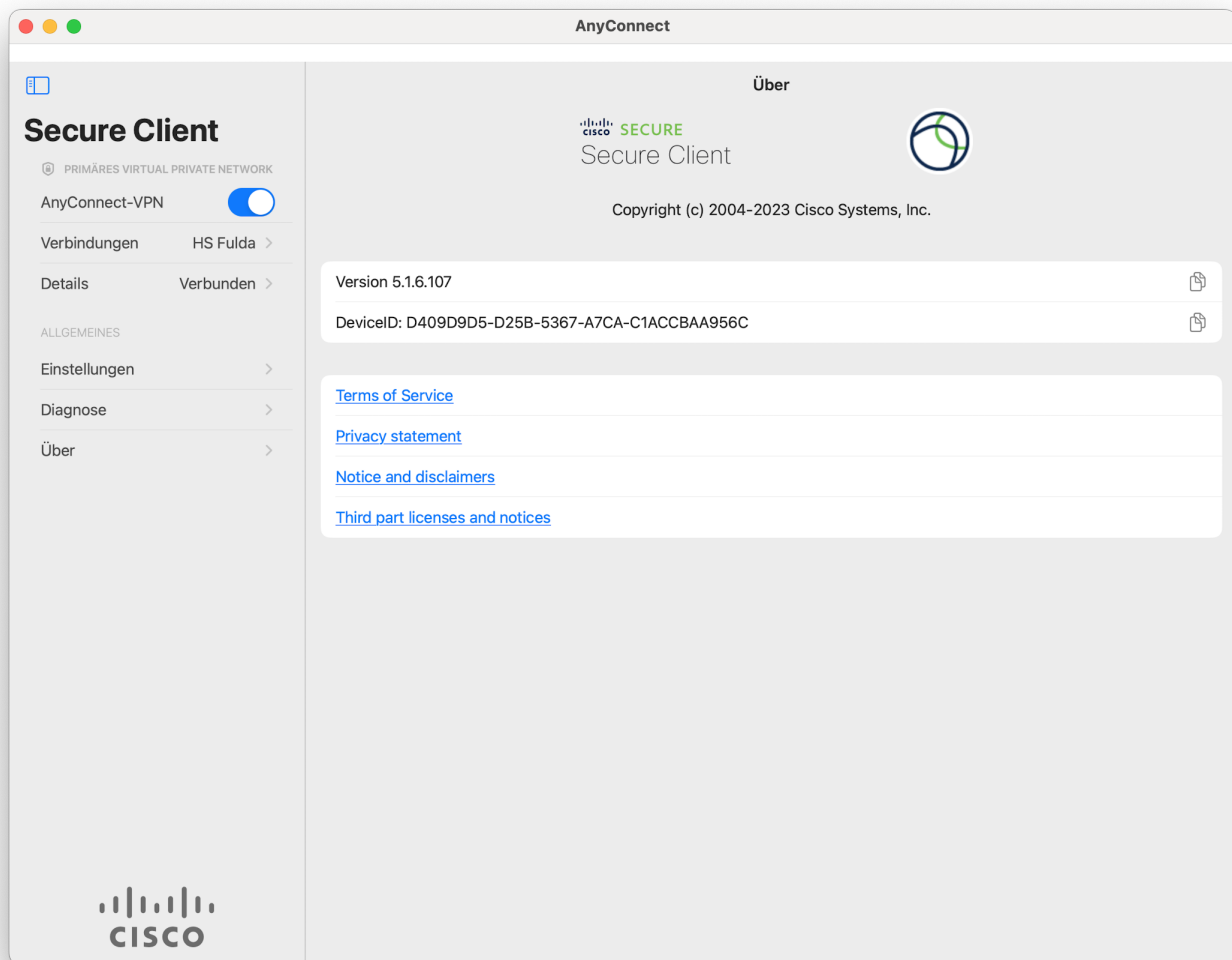 AnyConnect
Secure Client
PRIMÄRES VIRTUAL PRIVATE NETWORK
AnyConnect-VPN
Verbindungen HS Fulda
Details Verbunden
ALLGEMEINES
Einstellungen
Diagnose
Über
CISCO
Über
CISCO SECURE
Secure Client
Copyright (c) 2004-2023 Cisco Systems, Inc.
Version 5.1.6.107
DeviceID: D409D9D5-D25B-5367-A7CA-C1ACCBAA956C
Terms of Service
Privacy statement
Notice and disclaimers
Third part licenses and notices